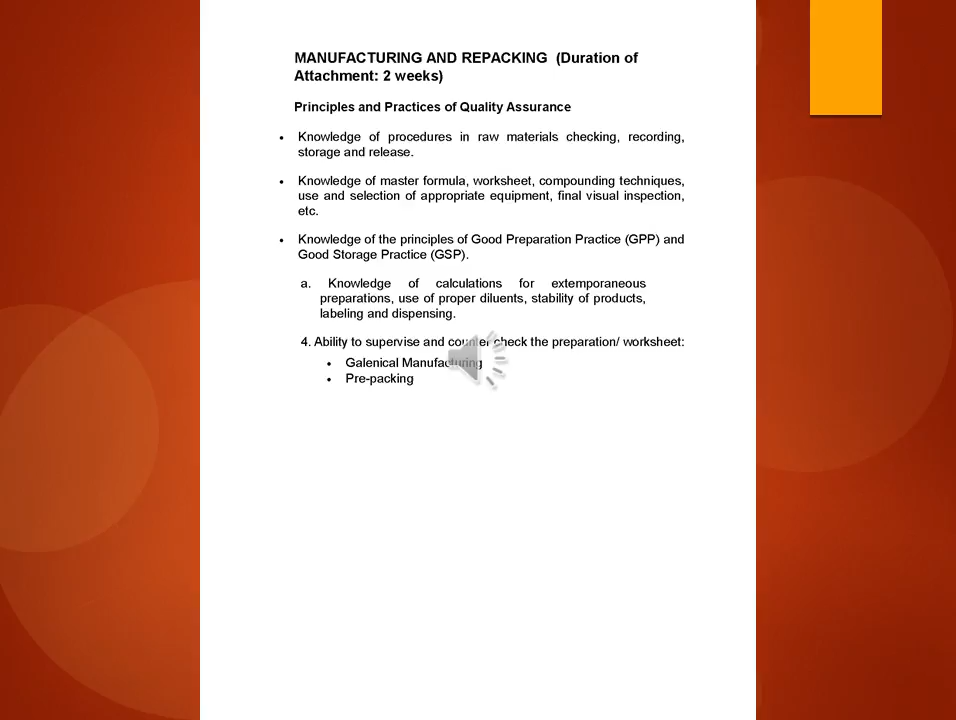 MANUFACTURING AND REPACKING (Duration of
Attachment: 2 weeks)
Principles and Practices of Quality Assurance
• Knowledge of procedures in raw materials checking, recording,
storage and release.
• Knowledge of master formula, worksheet, compounding techniques,
use and selection of appropriate equipment, final visual inspection,
etc.
• Knowledge of the principles of Good Preparation Practice (GPP) and
Good Storage Practice (GSP).
a. Knowledge of calculations for extemporaneous
preparations, use of proper diluents, stability of products,
labeling and dispensing.
4. Ability to supervise and counter check the preparation/ worksheet:
• Galenical Manufacturing
• Pre-packing